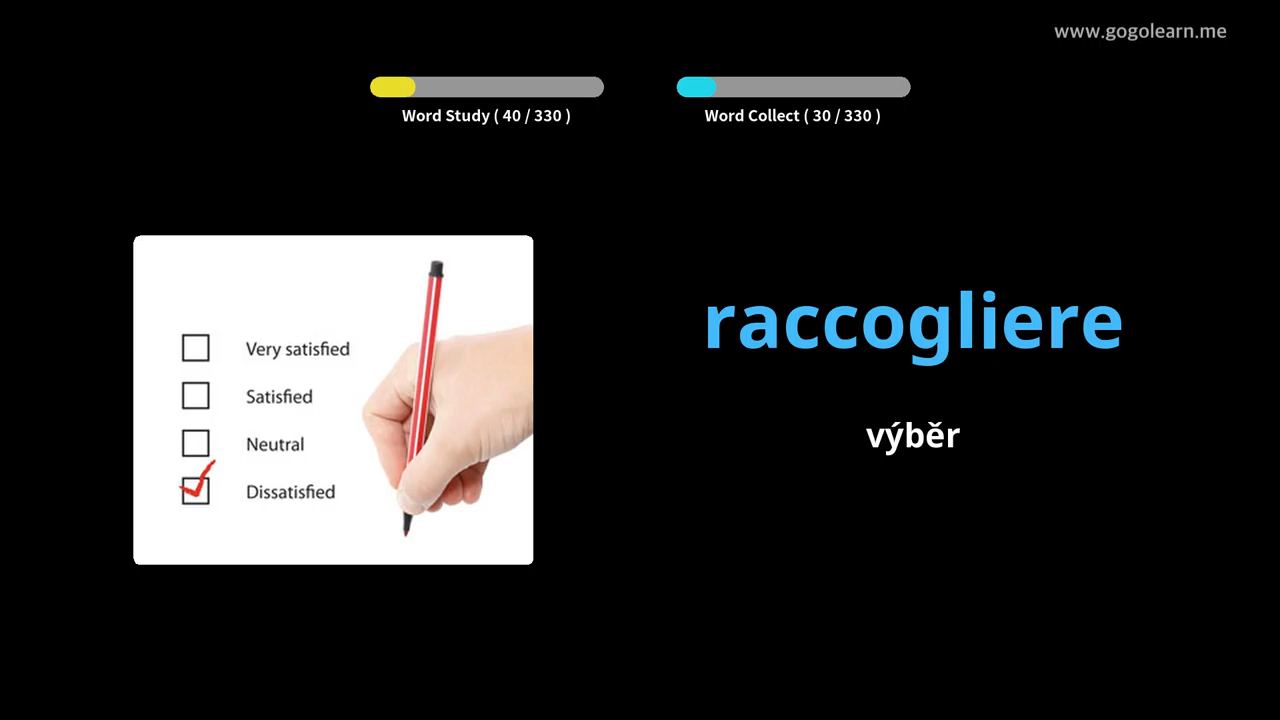 www.gogolearn.me
Word Study ( 40 / 330 )
Word Collect ( 30 / 330 )
Very satisfied
Satisfied
Neutral
Dissatisfied
raccogliere
výběr